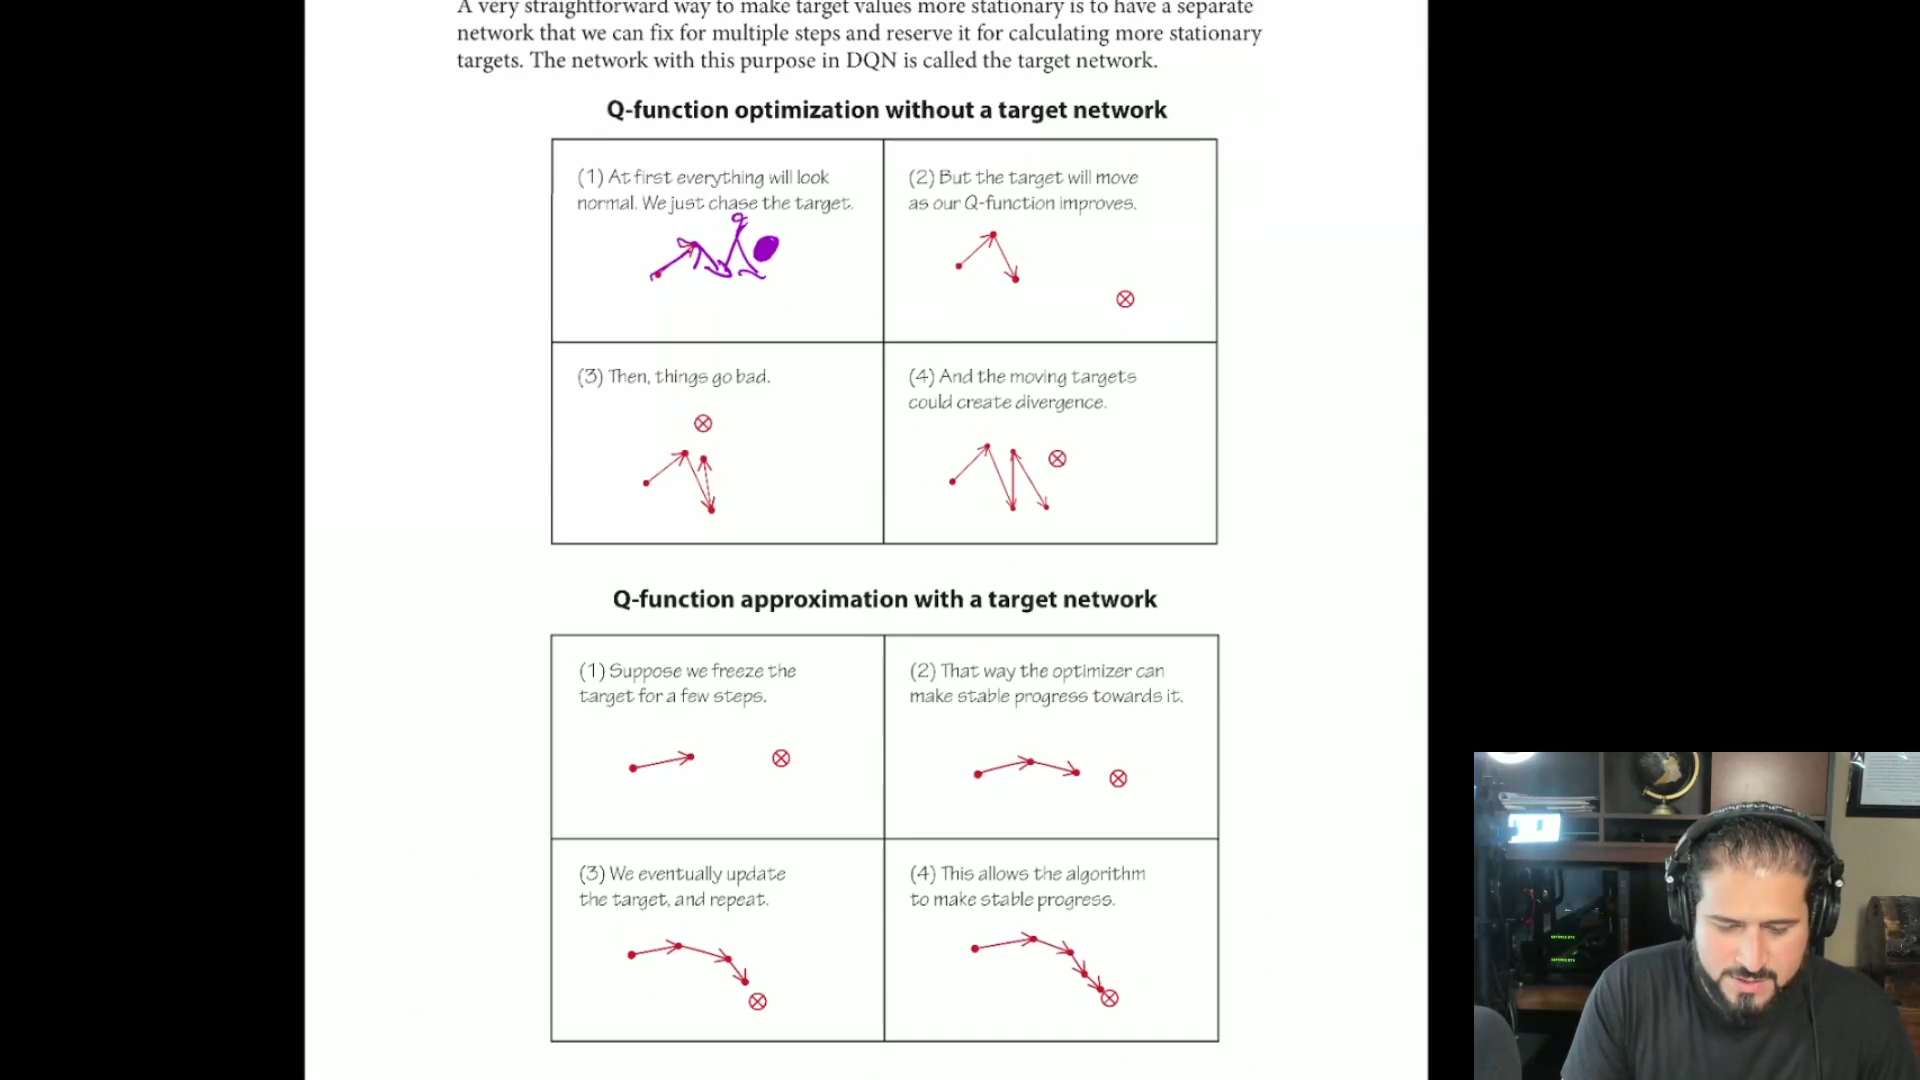 A very straightforward way to make target values more stationary is to have a separate
network that we can fix for multiple steps and reserve it for calculating more stationary
targets. The network with this purpose in DQN is called the target network.
Q-function optimization without a target network
(1) At first everything will look
normal. We just chase the target.
(2) But the target will move
as our Q-function improves.
(3) Then, things go bad.
(4) And the moving targets
could create divergence.
Q-function approximation with a target network
(1) Suppose we freeze the
target for a few steps.
(2) That way the optimizer can
make stable progress towards it.
(3) We eventually update
the target, and repeat.
(4) This allows the algorithm
to make stable progress.